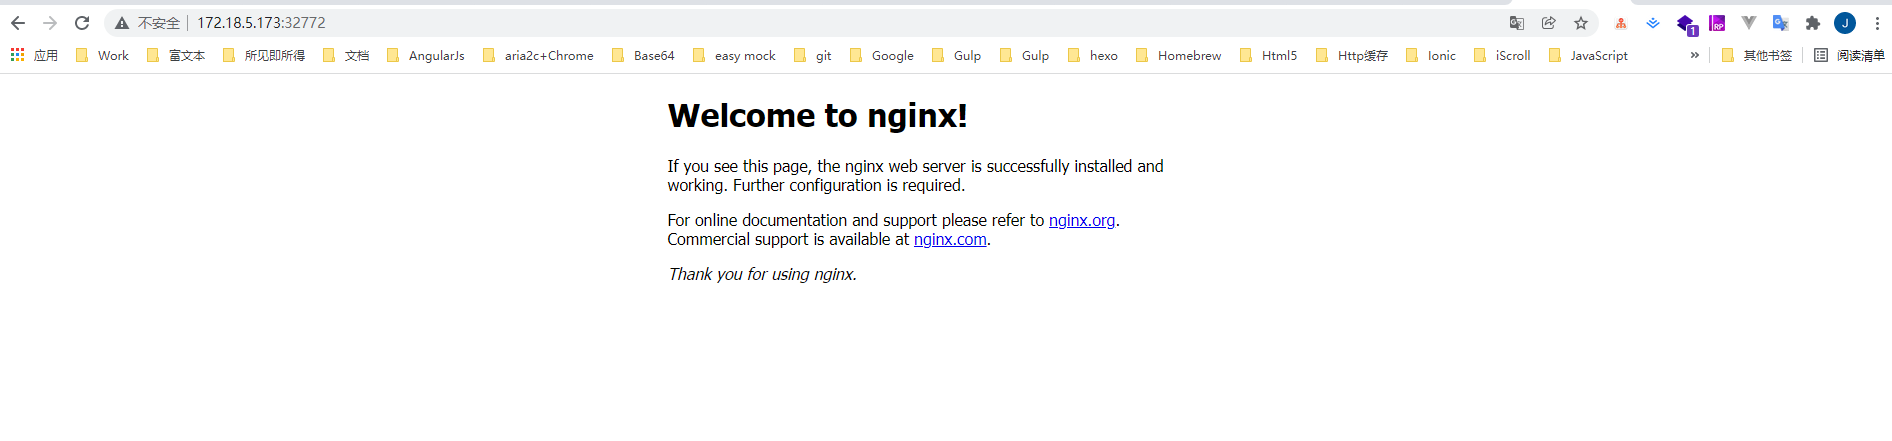 不安全 172.18.5.173:32772
1
RP
J
应用 Work 富文本 所见即所得 文档 AngularJs aria2c+Chrome Base64 easy mock git Google Gulp Gulp hexo Homebrew Html5 Http缓存 Ionic iScroll JavaScript » 其他书签 阅读清单
Welcome to nginx!
If you see this page, the nginx web server is successfully installed and
working. Further configuration is required.
For online documentation and support please refer to nginx.org.
Commercial support is available at nginx.com.
Thank you for using nginx.